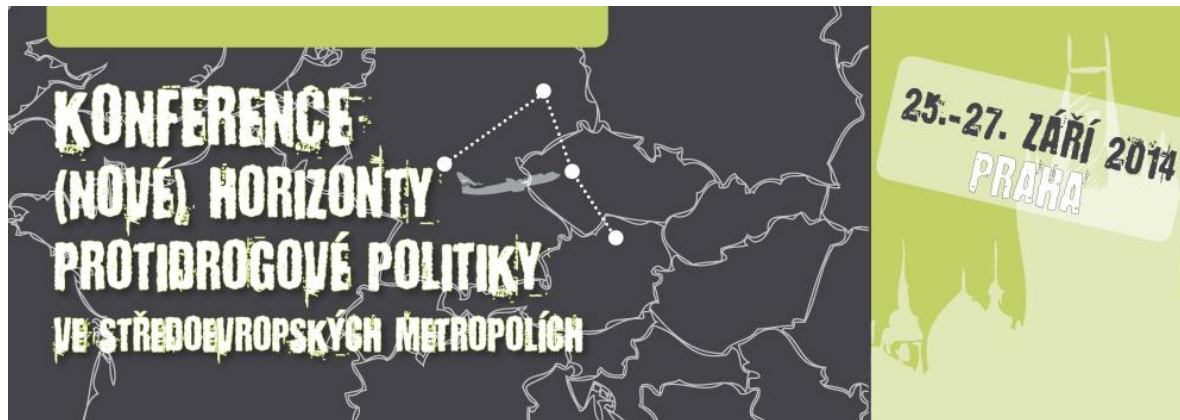 KONFERENCE
(NOVÉ) HORIZONTY
PROTIDROGOVÉ POLITIKY
VE STŘEDOEVROPSKÝCH METROPOLÍCH
25.-27. ZÁŘÍ 2014
PRAHA